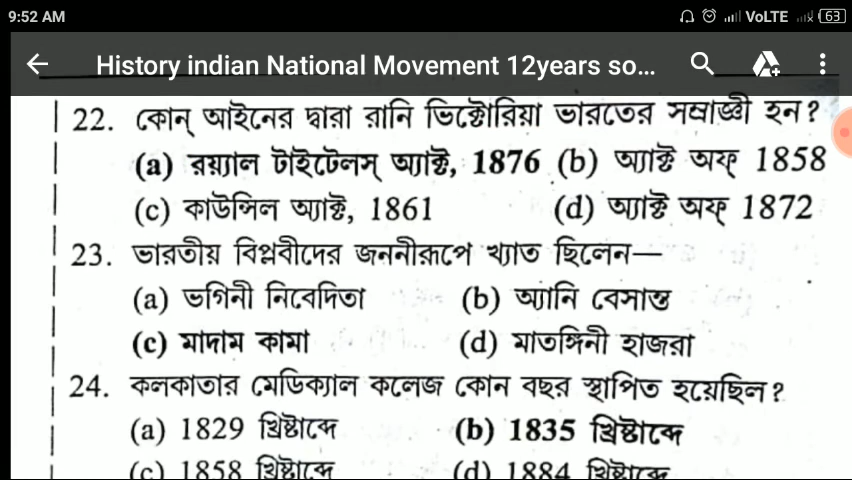 9:52 AM VoLTE 63
History indian National Movement 12years so...
22. কোন্ আইনের দ্বারা রানি ভিক্টোরিয়া ভারতের সম্রাজ্ঞী হন?
(a) রয়্যাল টাইটেলস্ অ্যাক্ট, 1876 (b) অ্যাক্ট অফ্ 1858
(c) কাউন্সিল অ্যাক্ট, 1861 (d) অ্যাক্ট অফ্ 1872
23. ভারতীয় বিপ্লবীদের জননীরূপে খ্যাত ছিলেন—
(a) ভগিনী নিবেদিতা (b) অ্যানি বেসান্ত
(c) মাদাম কামা (d) মাতঙ্গিনী হাজরা
24. কলকাতার মেডিক্যাল কলেজ কোন বছর স্থাপিত হয়েছিল?
(a) 1829 খ্রিষ্টাব্দে (b) 1835 খ্রিষ্টাব্দে
(c) 1858 খ্রিষ্টাব্দে (d) 1884 খ্রিষ্টাব্দে